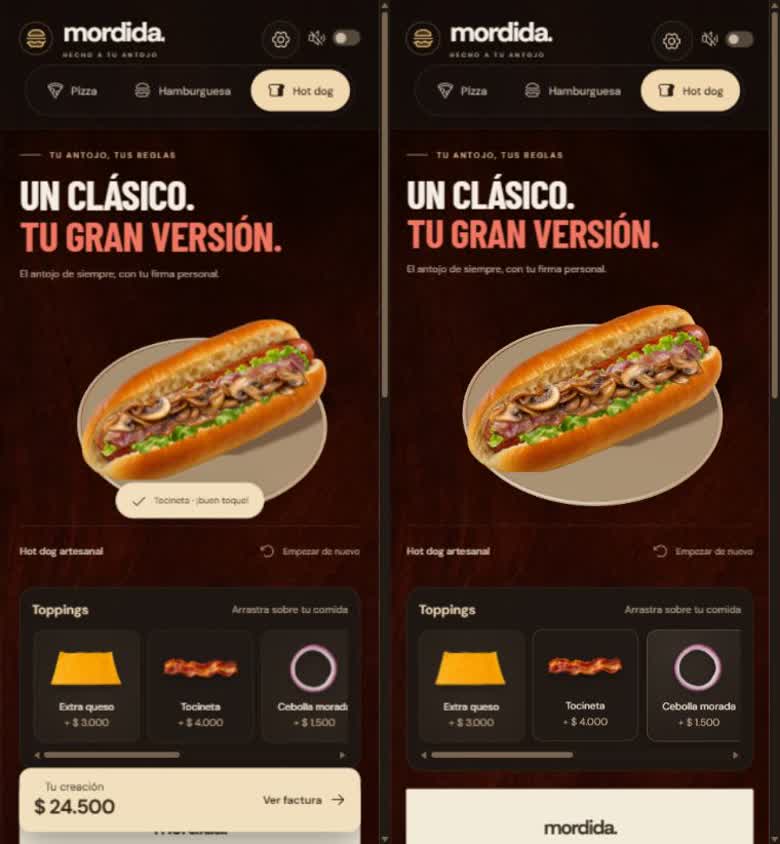 mordida.
HECHO A TU ANTOJO
Pizza
Hamburguesa
Hot dog
TU ANTOJO, TUS REGLAS
UN CLÁSICO.
TU GRAN VERSIÓN.
El antojo de siempre, con tu firma personal.
Tocineta - ¡buen toque!
Hot dog artesanal
Empezar de nuevo
Toppings
Arrastra sobre tu comida
Extra queso
+ $ 3.000
Tocineta
+ $ 4.000
Cebolla morada
+ $ 1.500
Tu creación
$ 24.500
Ver factura
mordida.
HECHO A TU ANTOJO
Pizza
Hamburguesa
Hot dog
TU ANTOJO, TUS REGLAS
UN CLÁSICO.
TU GRAN VERSIÓN.
El antojo de siempre, con tu firma personal.
Hot dog artesanal
Empezar de nuevo
Toppings
Arrastra sobre tu comida
Extra queso
+ $ 3.000
Tocineta
+ $ 4.000
Cebolla morada
+ $ 1.500
mordida.